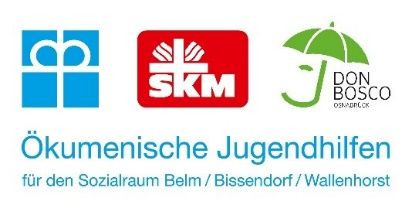 SKM
DON
BOSCO
OSNABRÜCK
Ökumenische Jugendhilfen
für den Sozialraum Belm / Bissendorf / Wallenhorst